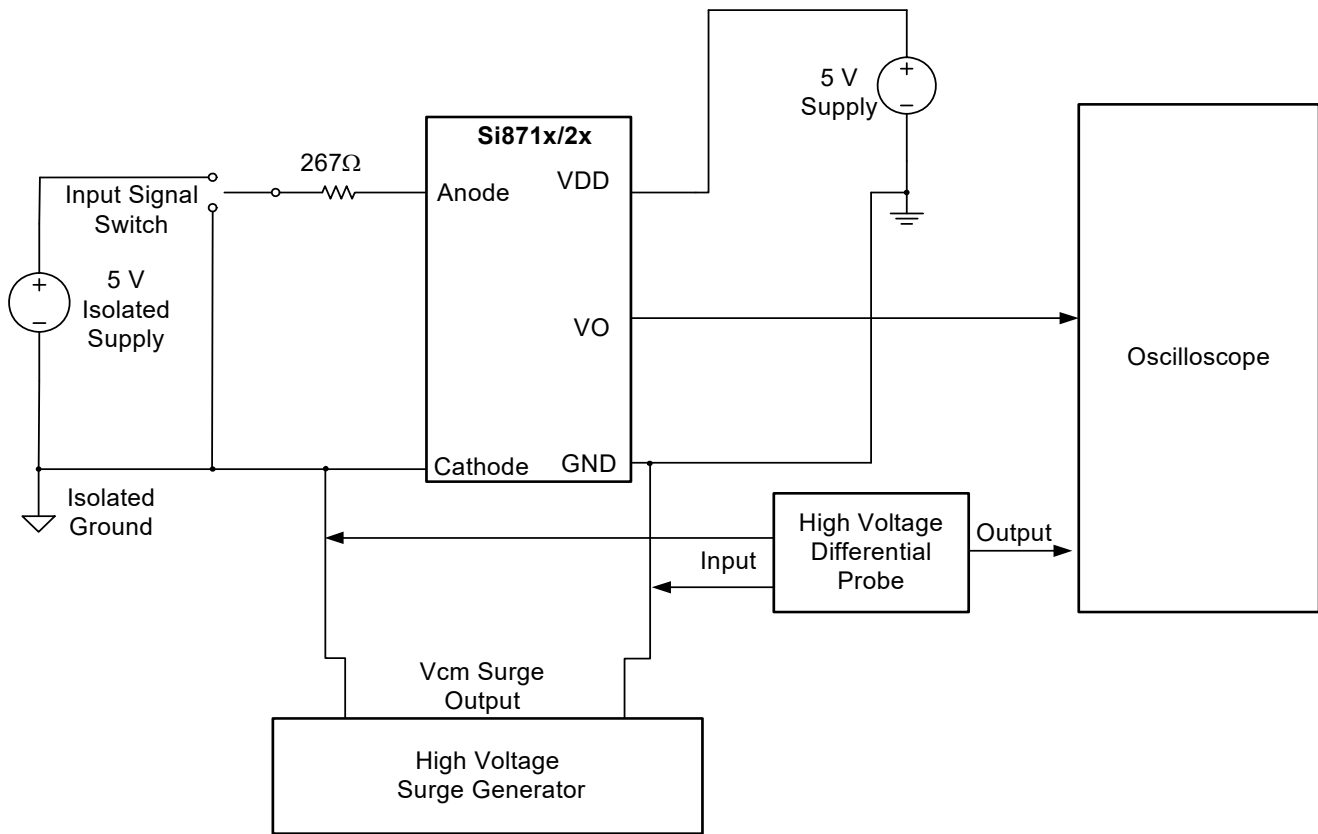 5 V
Supply
Si871x/2x
267Ω
Input Signal
Switch
Anode
VDD
+
−
+
−
5 V
Isolated
Supply
VO
Oscilloscope
Cathode
GND
Isolated
Ground
High Voltage
Differential
Probe
Output
Input
Vcm Surge
Output
High Voltage
Surge Generator